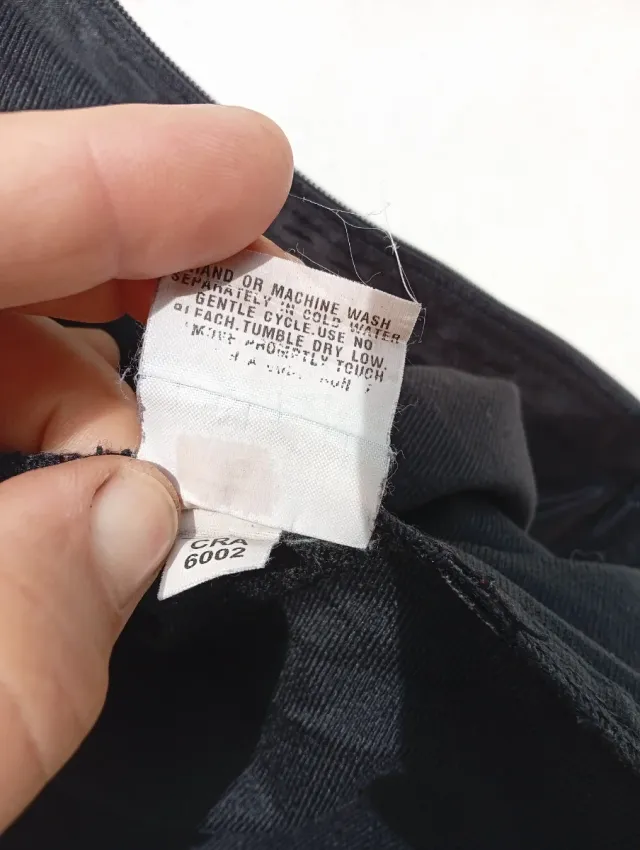 HAND OR MACHINE WASH
SEPARATELY IN COLD WATER
GENTLE CYCLE.USE NO
BLEACH.TUMBLE DRY LOW.
MOVE PROMPTLY TOUCH
CRA
6002